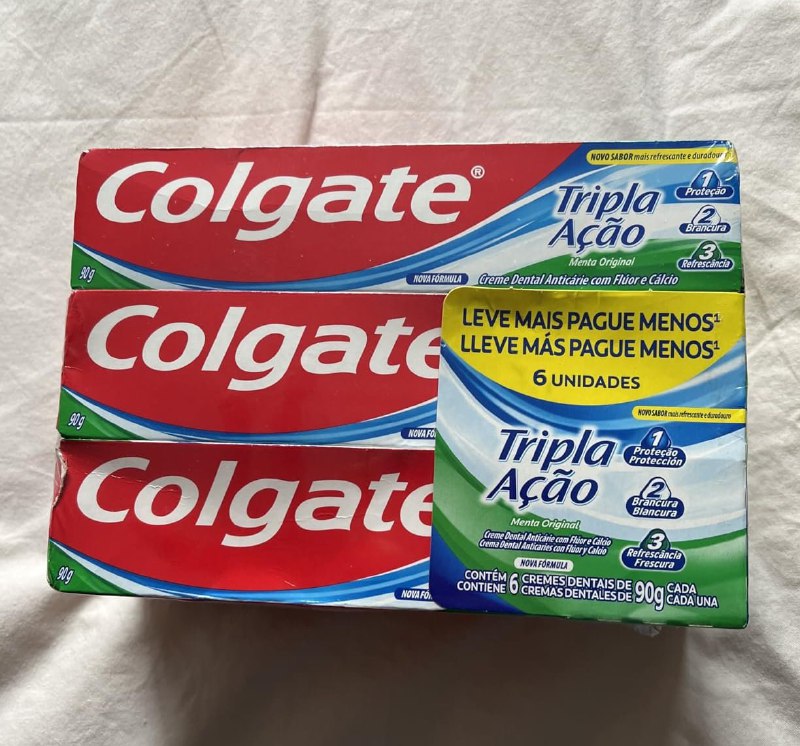 Colgate®
NOVO SABOR mais refrescante e duradouro
Tripla
Ação
Menta Original
1
Proteção
2
Brancura
3
Refrescância
90g
NOVA FÓRMULA
Creme Dental Anticárie com Flúor e Cálcio
Colgate
90g
NOVA FÓ
Colgate
90g
NOVA FÓ
LEVE MAIS PAGUE MENOS¹
LLEVE MÁS PAGUE MENOS¹
6 UNIDADES
NOVO SABOR mais refrescante e duradouro
Tripla
Ação
Menta Original
1
Proteção
Protección
2
Brancura
Blancura
3
Refrescância
Frescura
Creme Dental Anticárie com Flúor e Cálcio
Crema Dental Anticaries con Flúor y Calcio
NOVA FÓRMULA
CONTÉM 6 CREMES DENTAIS DE 90g CADA
CONTIENE CREMAS DENTALES DE CADA UNA